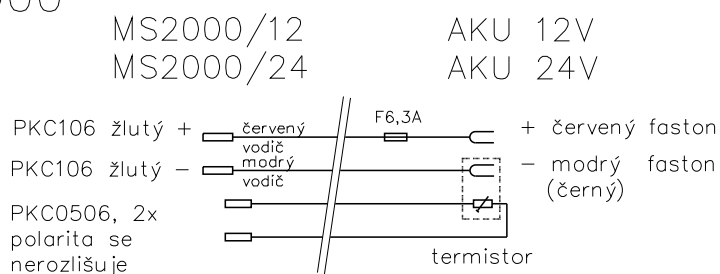 MS2000/12 AKU 12V
MS2000/24 AKU 24V
PKC106 žlutý + červený vodič F6,3A + červený faston
PKC106 žlutý - modrý vodič - modrý faston
(černý)
PKC0506, 2x
polarita se
nerozlišuje
termistor